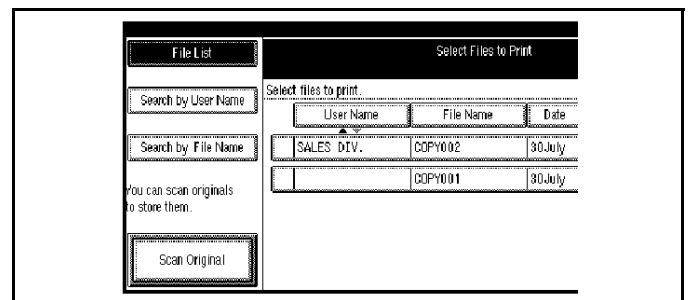 File List
Select Files to Print
Search by User Name
Select files to print.
User Name File Name Date
Search by File Name
SALES DIV. COPY002 30July
COPY001 30July
You can scan originals
to store them.
Scan Original